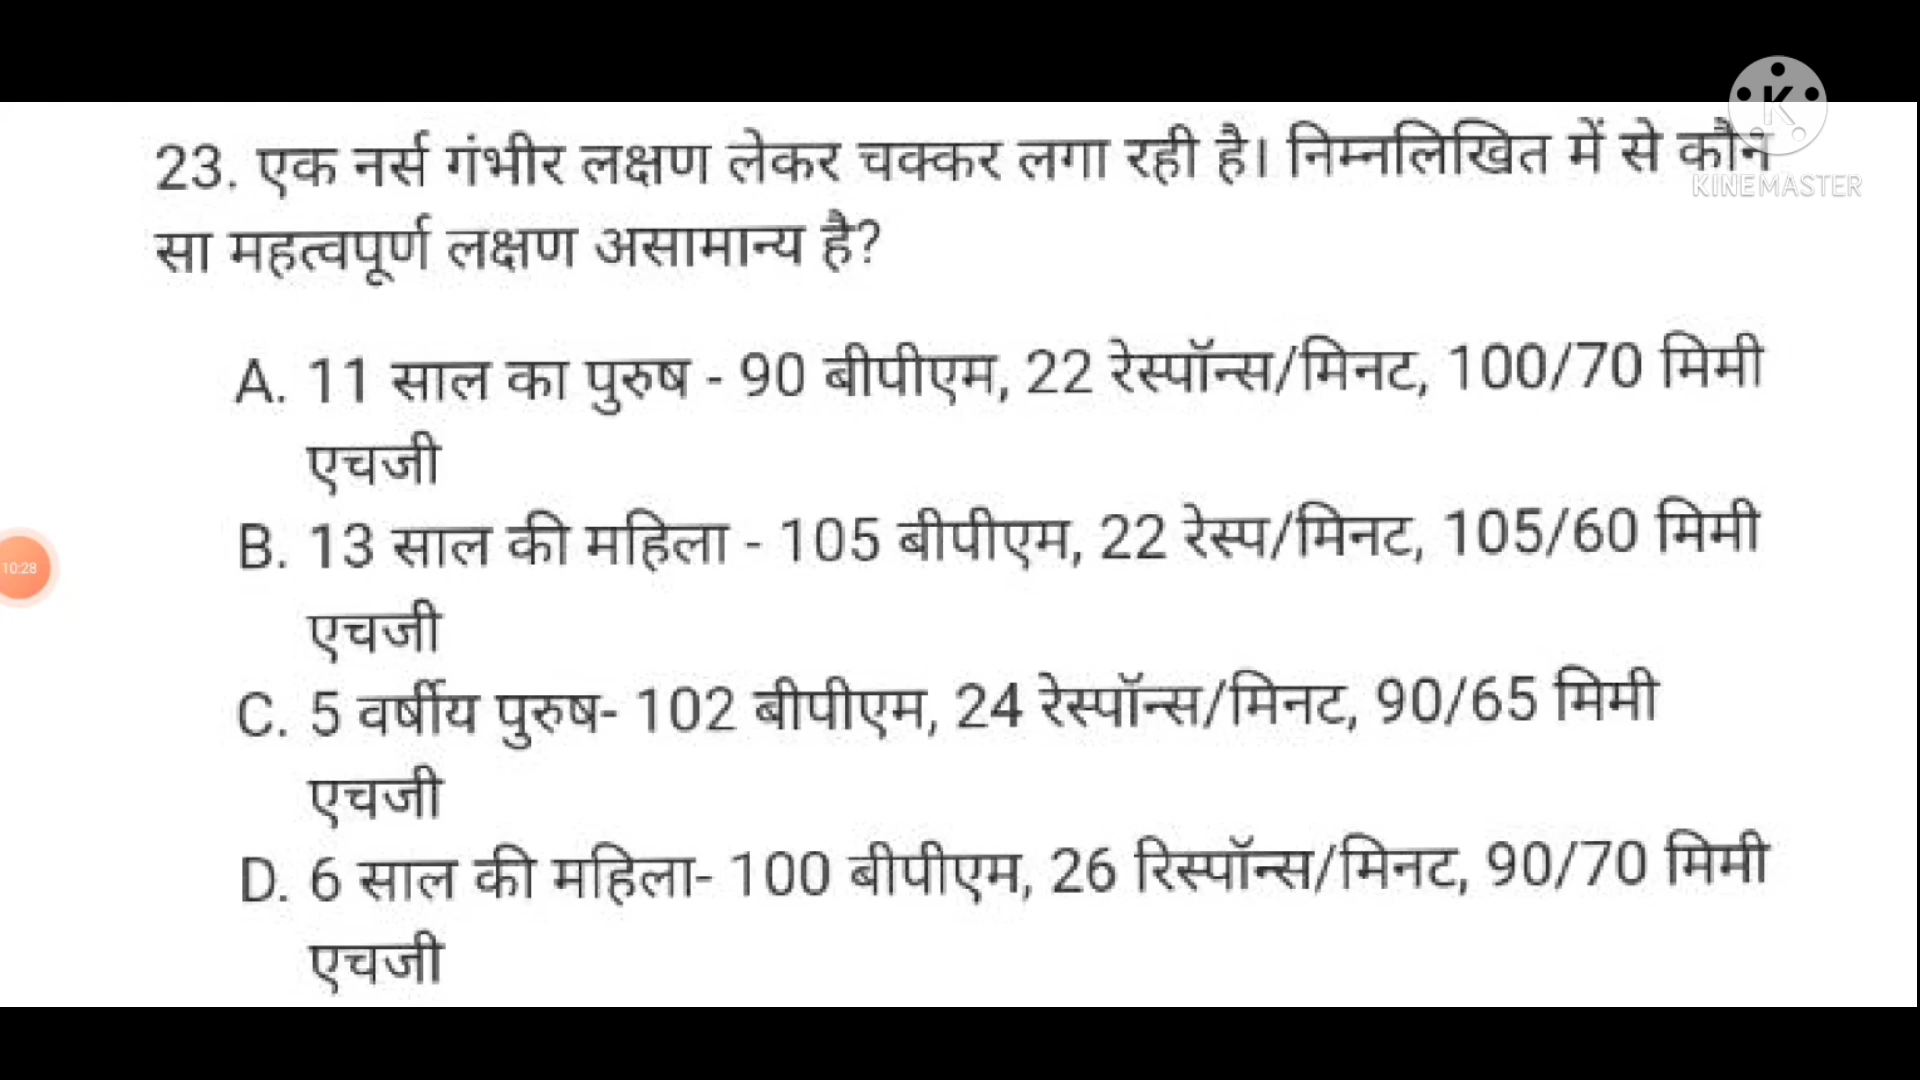 23. एक नर्स गंभीर लक्षण लेकर चक्कर लगा रही है। निम्नलिखित में से कौन
KINEMASTER
सा महत्वपूर्ण लक्षण असामान्य है?
A. 11 साल का पुरुष - 90 बीपीएम, 22 रेस्पॉन्स/मिनट, 100/70 मिमी
एचजी
B. 13 साल की महिला - 105 बीपीएम, 22 रेस्प/मिनट, 105/60 मिमी
एचजी
10:28
C. 5 वर्षीय पुरुष- 102 बीपीएम, 24 रेस्पॉन्स/मिनट, 90/65 मिमी
एचजी
D. 6 साल की महिला- 100 बीपीएम, 26 रिस्पॉन्स/मिनट, 90/70 मिमी
एचजी